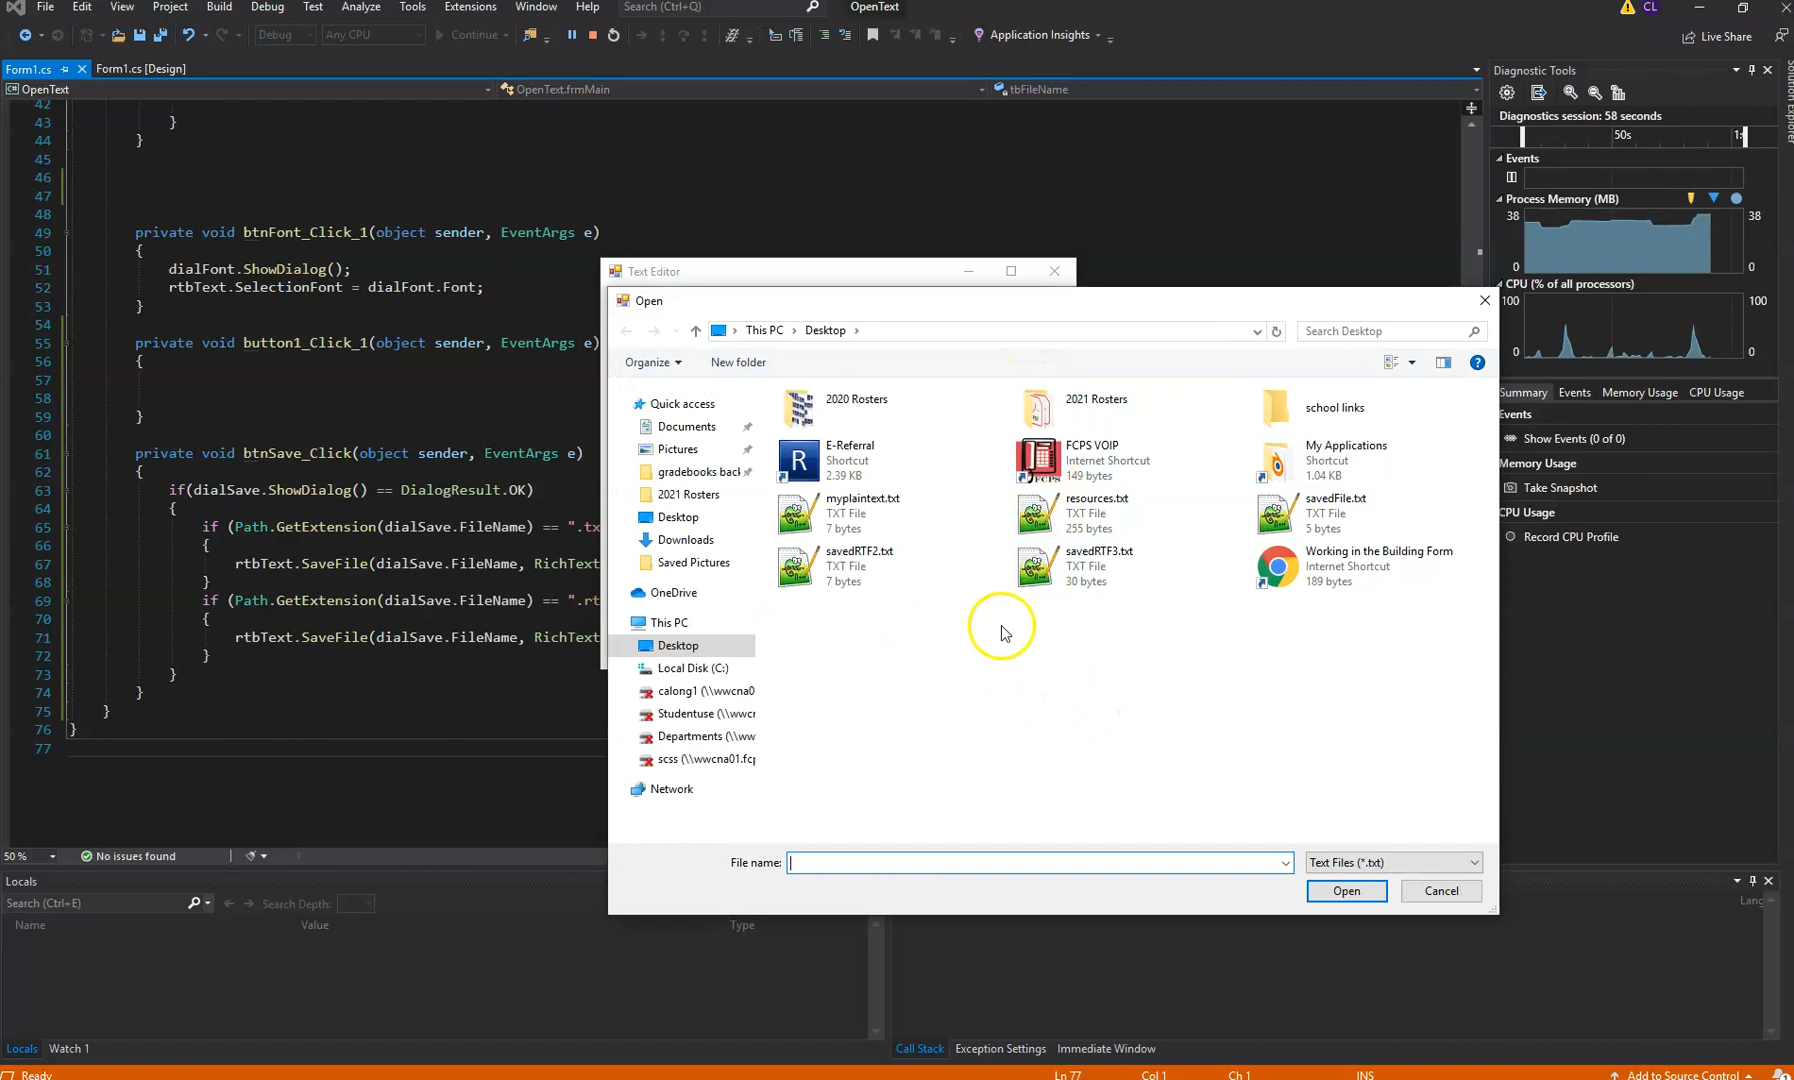 File Edit View Project Build Debug Test Analyze Tools Extensions Window Help Search (Ctrl+Q) OpenText CL
Debug Any CPU Continue Application Insights Live Share
Form1.cs Form1.cs [Design]
OpenText OpenText.frmMain tbFileName
42
43 }
44 }
45
46
47
48
49 private void btnFont_Click_1(object sender, EventArgs e)
50 {
51 dialFont.ShowDialog();
52 rtbText.SelectionFont = dialFont.Font;
53 }
54
55 private void button1_Click_1(object sender, EventArgs e)
56 {
57
58
59 }
60
61 private void btnSave_Click(object sender, EventArgs e)
62 {
63 if(dialSave.ShowDialog() == DialogResult.OK)
64 {
65 if (Path.GetExtension(dialSave.FileName) == ".tx
66 {
67 rtbText.SaveFile(dialSave.FileName, RichText
68 }
69 if (Path.GetExtension(dialSave.FileName) == ".rt
70 {
71 rtbText.SaveFile(dialSave.FileName, RichText
72 }
73 }
74 }
75 }
76 }
77
50 % No issues found
Text Editor
Open
This PC Desktop
Search Desktop
Organize New folder
Quick access
Documents
Pictures
gradebooks back
2021 Rosters
Desktop
Downloads
Saved Pictures
OneDrive
This PC
Desktop
Local Disk (C:)
calong1 (\\wwcna0
Studentuse (\\wwcr
Departments (\\ww
scss (\\wwcna01.fcp
Network
2020 Rosters
2021 Rosters
school links
R
E-Referral
Shortcut
2.39 KB
FCPS
FCPS VOIP
Internet Shortcut
149 bytes
My Applications
Shortcut
1.04 KB
myplaintext.txt
TXT File
7 bytes
resources.txt
TXT File
255 bytes
savedFile.txt
TXT File
5 bytes
savedRTF2.txt
TXT File
7 bytes
savedRTF3.txt
TXT File
30 bytes
Working in the Building Form
Internet Shortcut
189 bytes
File name: Text Files (*.txt)
Open Cancel
Diagnostic Tools
Diagnostics session: 58 seconds
50s 1:
Events
Process Memory (MB)
38 38
0 0
CPU (% of all processors)
100 100
0 0
Summary Events Memory Usage CPU Usage
Events
Show Events (0 of 0)
Memory Usage
Take Snapshot
CPU Usage
Record CPU Profile
Solution Explorer
Locals
Search (Ctrl+E) Search Depth:
Name Value Type
Lang
Locals Watch 1
Call Stack Exception Settings Immediate Window
Ready Ln 77 Col 1 Ch 1 INS Add to Source Control